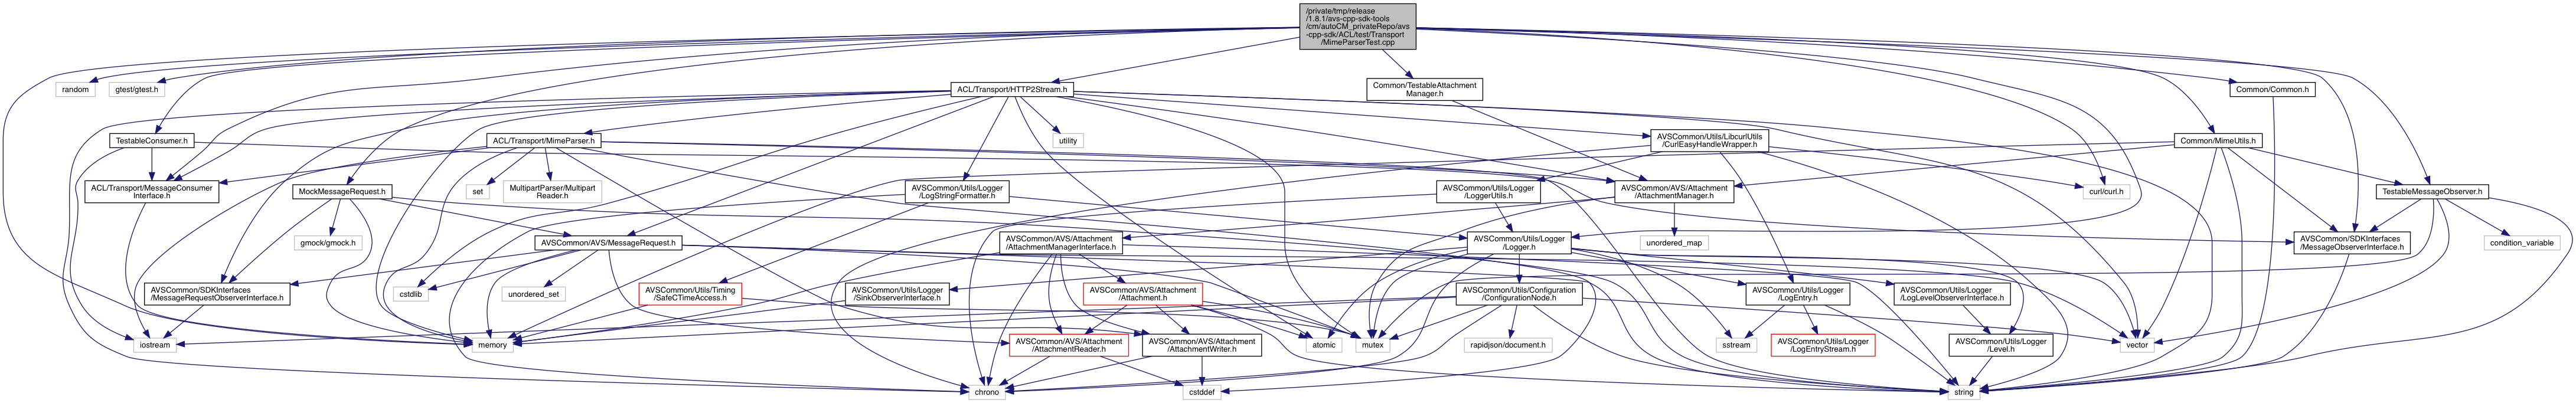 /private/tmp/release
/1.8.1/avs-cpp-sdk-tools
/cm/autoCM_privateRepo/avs
-cpp-sdk/ACL/test/Transport
/MimeParserTest.cpp
random
gtest/gtest.h
ACL/Transport/HTTP2Stream.h
Common/TestableAttachment
Manager.h
Common/Common.h
TestableConsumer.h
ACL/Transport/MimeParser.h
utility
AVSCommon/Utils/LibcurlUtils
/CurlEasyHandleWrapper.h
Common/MimeUtils.h
ACL/Transport/MessageConsumer
Interface.h
MockMessageRequest.h
set
MultipartParser/Multipart
Reader.h
AVSCommon/Utils/Logger
/LogStringFormatter.h
AVSCommon/Utils/Logger
/LoggerUtils.h
AVSCommon/AVS/Attachment
/AttachmentManager.h
curl/curl.h
TestableMessageObserver.h
gmock/gmock.h
AVSCommon/AVS/MessageRequest.h
AVSCommon/AVS/Attachment
/AttachmentManagerInterface.h
AVSCommon/Utils/Logger
/Logger.h
unordered_map
AVSCommon/SDKInterfaces
/MessageObserverInterface.h
condition_variable
AVSCommon/SDKInterfaces
/MessageRequestObserverInterface.h
cstdlib
unordered_set
AVSCommon/Utils/Timing
/SafeCTimeAccess.h
AVSCommon/Utils/Logger
/SinkObserverInterface.h
AVSCommon/AVS/Attachment
/Attachment.h
AVSCommon/Utils/Configuration
/ConfigurationNode.h
AVSCommon/Utils/Logger
/LogEntry.h
AVSCommon/Utils/Logger
/LogLevelObserverInterface.h
iostream
memory
AVSCommon/AVS/Attachment
/AttachmentReader.h
AVSCommon/AVS/Attachment
/AttachmentWriter.h
atomic
mutex
rapidjson/document.h
sstream
AVSCommon/Utils/Logger
/LogEntryStream.h
AVSCommon/Utils/Logger
/Level.h
vector
chrono
cstddef
string